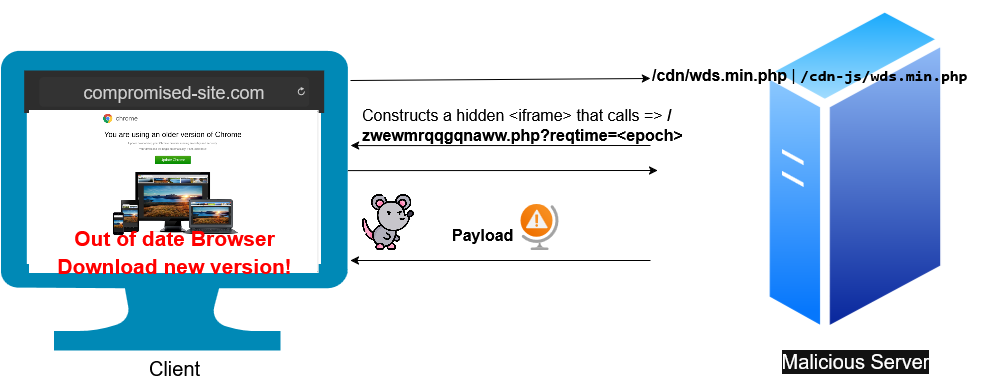 compromised-site.com
chrome
You are using an older version of Chrome
Update Chrome
Out of date Browser
Download new version!
Client
/cdn/wds.min.php | /cdn-js/wds.min.php
Constructs a hidden <iframe> that calls => /
zwewmrqqgqnaww.php?reqtime=<epoch>
Payload
Malicious Server